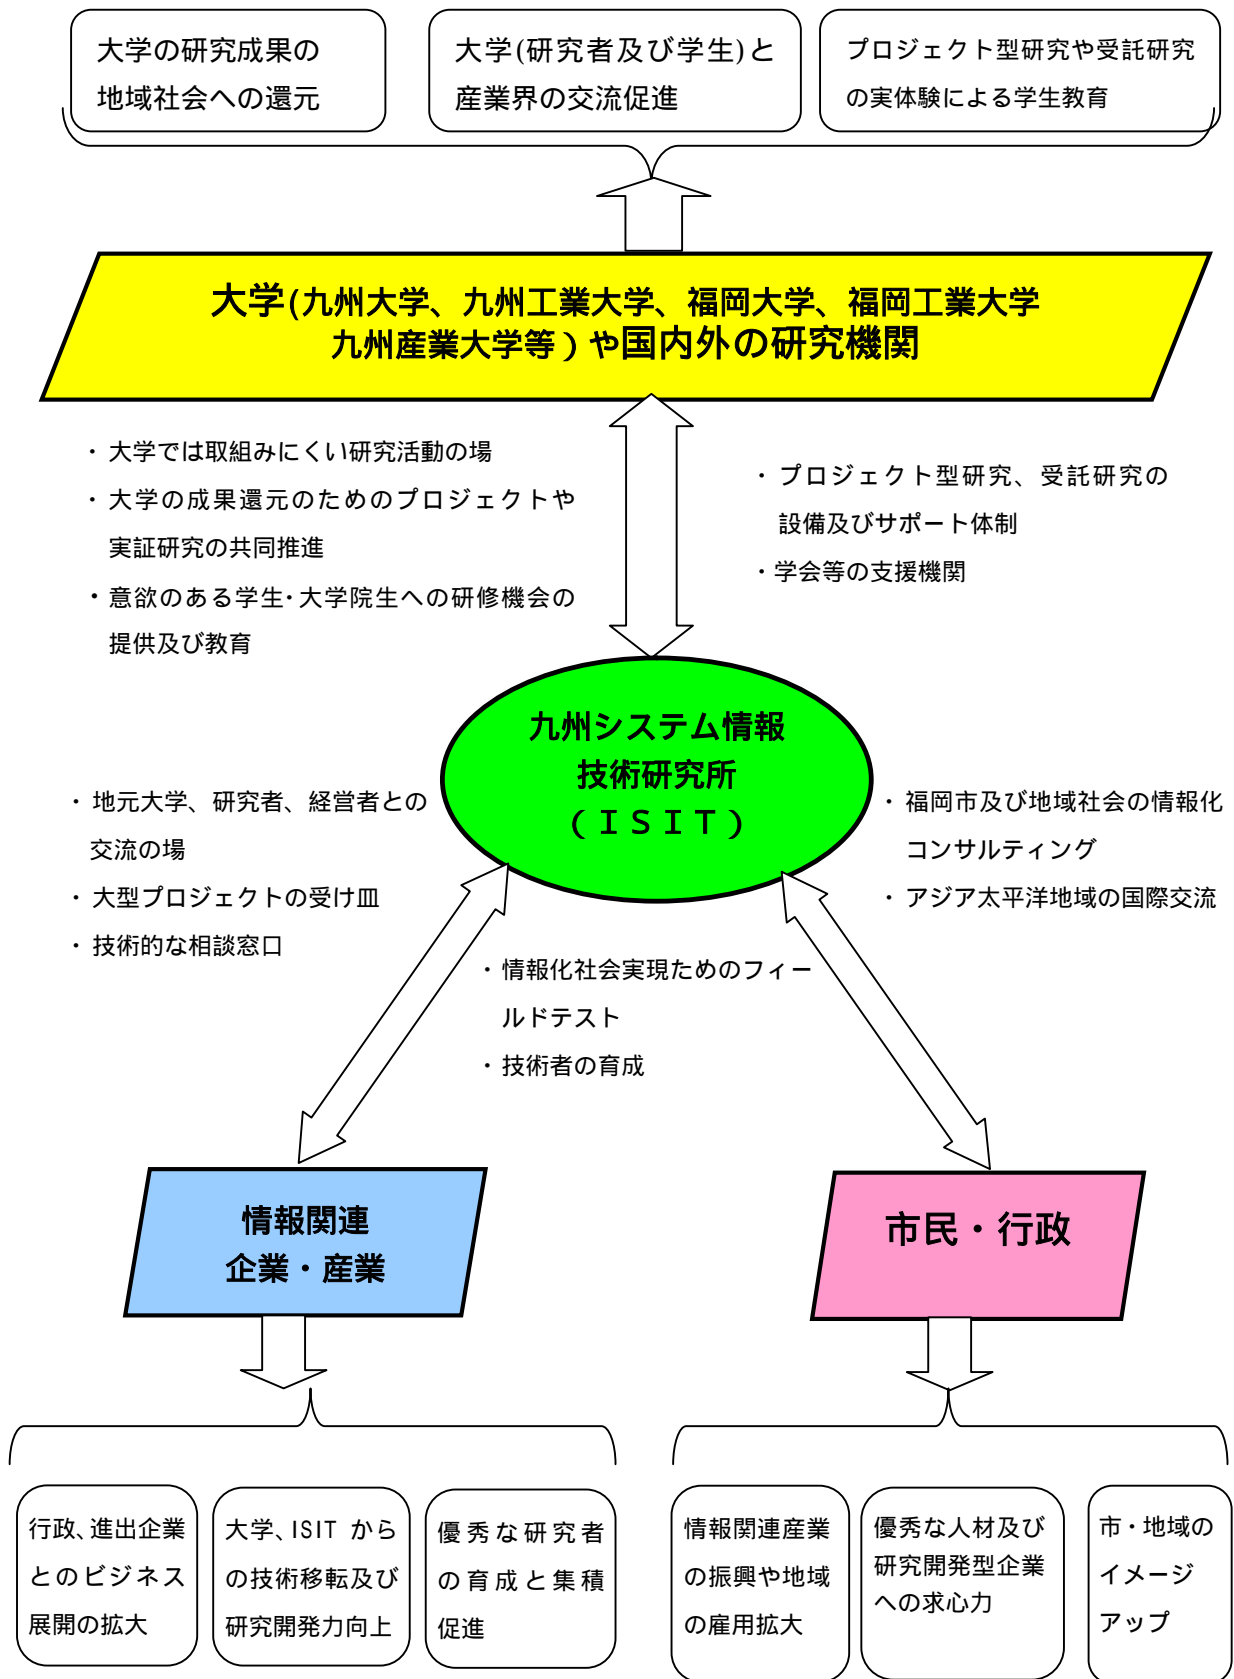 大学の研究成果の
地域社会への還元
大学(研究者及び学生)と
産業界の交流促進
プロジェクト型研究や受託研究
の実体験による学生教育
大学(九州大学、九州工業大学、福岡大学、福岡工業大学
九州産業大学等）や国内外の研究機関
・大学では取組みにくい研究活動の場
・大学の成果還元のためのプロジェクトや
実証研究の共同推進
・意欲のある学生・大学院生への研修機会の
提供及び教育
・プロジェクト型研究、受託研究の
設備及びサポート体制
・学会等の支援機関
九州システム情報
技術研究所
（ＩＳＩＴ）
・地元大学、研究者、経営者との
交流の場
・大型プロジェクトの受け皿
・技術的な相談窓口
・福岡市及び地域社会の情報化
コンサルティング
・アジア太平洋地域の国際交流
・情報化社会実現ためのフィー
ルドテスト
・技術者の育成
情報関連
企業・産業
市民・行政
行政、進出企業
とのビジネス
展開の拡大
大学、ISIT から
の技術移転及び
研究開発力向上
優秀な研究者
の育成と集積
促進
情報関連産業
の振興や地域
の雇用拡大
優秀な人材及び
研究開発型企業
への求心力
市・地域の
イメージ
アップ